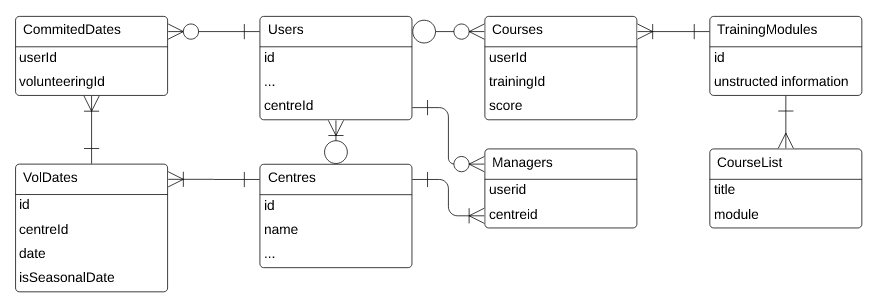 CommitedDates
userId
volunteeringId
Users
id
...
centreId
Courses
userId
trainingId
score
TrainingModules
id
unstructed information
VolDates
id
centreId
date
isSeasonalDate
Centres
id
name
...
Managers
userid
centreid
CourseList
title
module